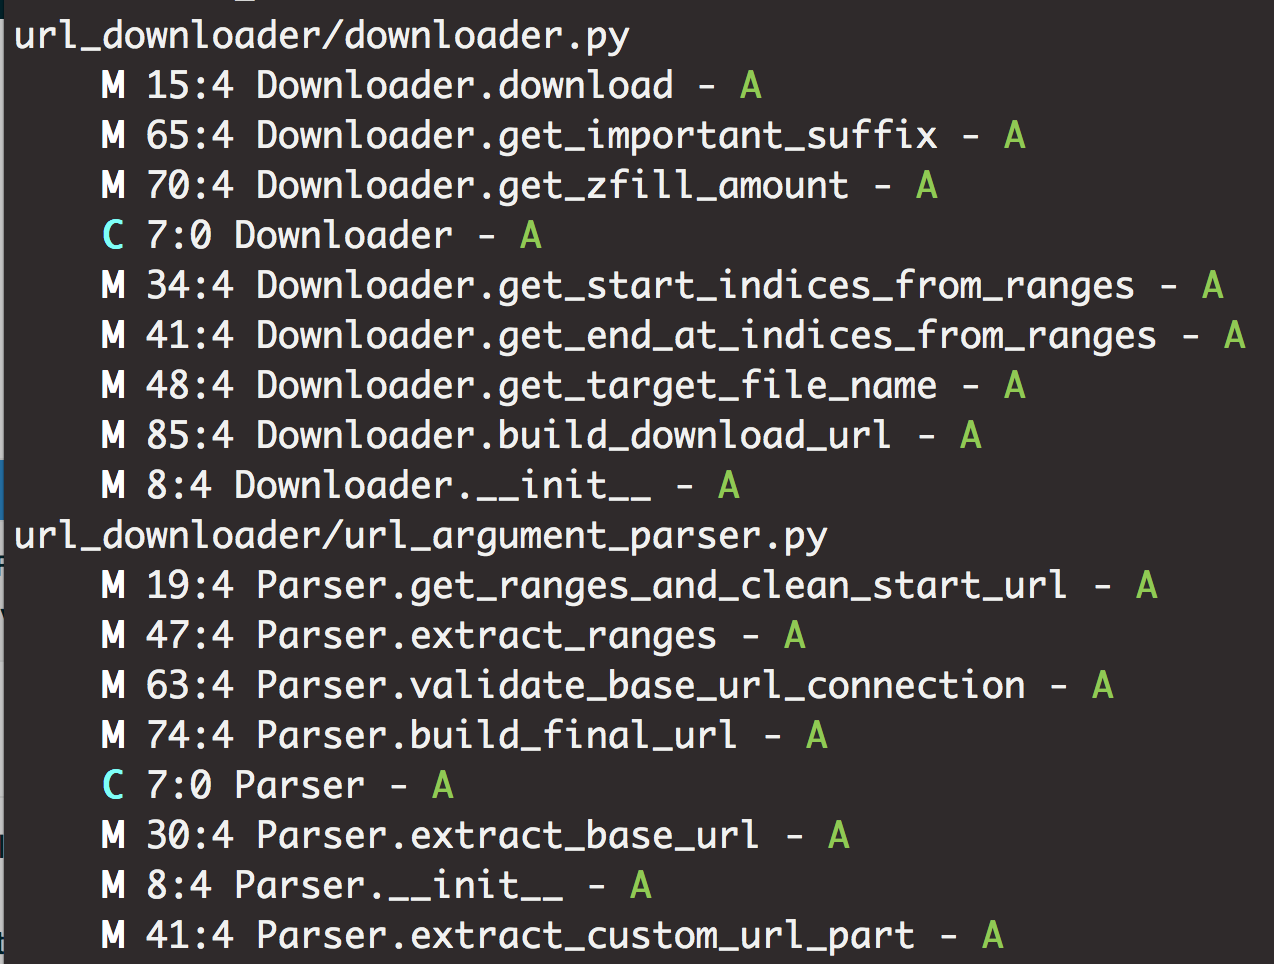 url_downloader/downloader.py
M 15:4 Downloader.download - A
M 65:4 Downloader.get_important_suffix - A
M 70:4 Downloader.get_zfill_amount - A
C 7:0 Downloader - A
M 34:4 Downloader.get_start_indices_from_ranges - A
M 41:4 Downloader.get_end_at_indices_from_ranges - A
M 48:4 Downloader.get_target_file_name - A
M 85:4 Downloader.build_download_url - A
M 8:4 Downloader.__init__ - A
url_downloader/url_argument_parser.py
M 19:4 Parser.get_ranges_and_clean_start_url - A
M 47:4 Parser.extract_ranges - A
M 63:4 Parser.validate_base_url_connection - A
M 74:4 Parser.build_final_url - A
C 7:0 Parser - A
M 30:4 Parser.extract_base_url - A
M 8:4 Parser.__init__ - A
M 41:4 Parser.extract_custom_url_part - A